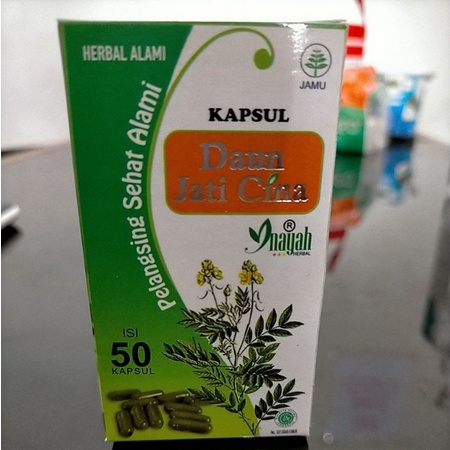 HERBAL ALAMI
JAMU
Pelangsing Sehat Alami
KAPSUL
Daun
Jati Cina
Inayah
®
HERBAL
ISI
50
KAPSUL